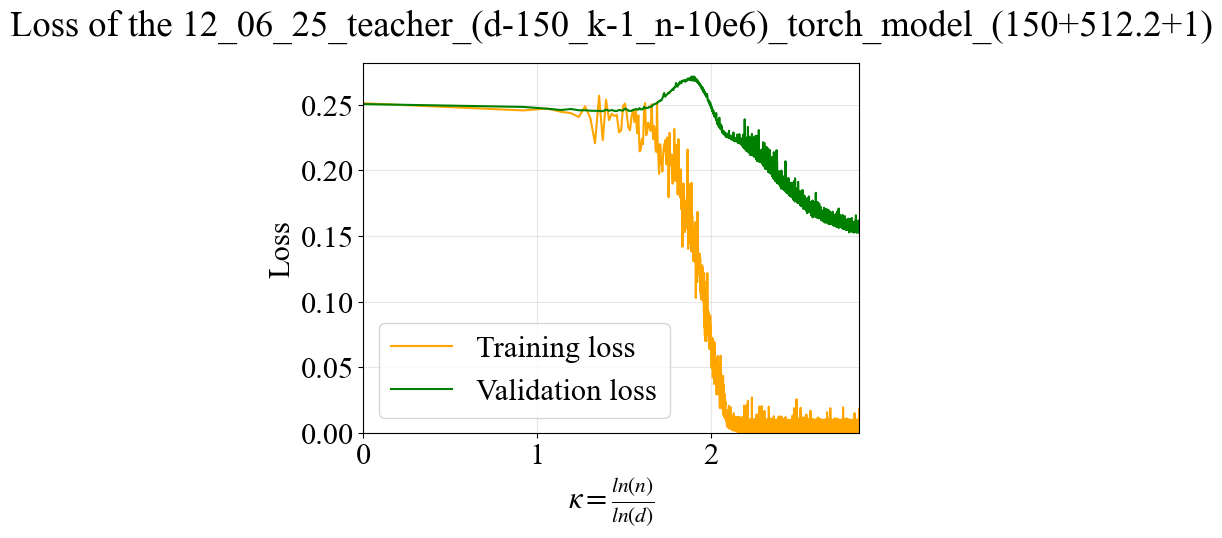 Loss of the 12_06_25_teacher_(d-150_k-1_n-10e6)_torch_model_(150+512.2+1)
Loss
0.25
0.20
0.15
0.10
0.05
0.00
Training loss
Validation loss
0 1 2
κ = ln(n)/ln(d)